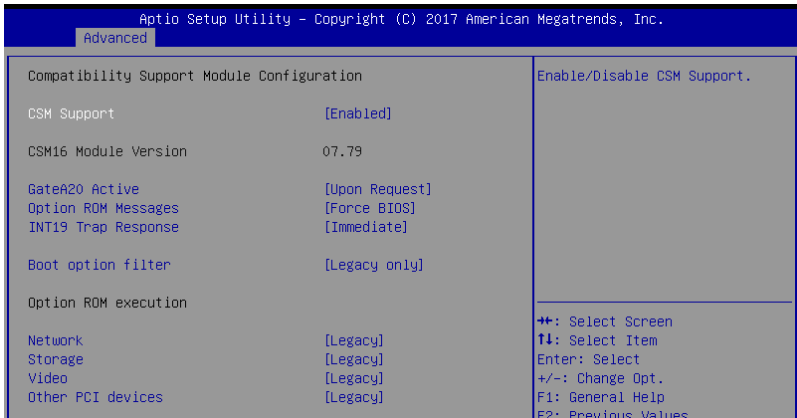 Aptio Setup Utility – Copyright (C) 2017 American Megatrends, Inc.
Advanced
Compatibility Support Module Configuration
CSM Support [Enabled]
CSM16 Module Version 07.79
GateA20 Active [Upon Request]
Option ROM Messages [Force BIOS]
INT19 Trap Response [Immediate]
Boot option filter [Legacy only]
Option ROM execution
Network [Legacy]
Storage [Legacy]
Video [Legacy]
Other PCI devices [Legacy]
Enable/Disable CSM Support.
→←: Select Screen
↑↓: Select Item
Enter: Select
+/-: Change Opt.
F1: General Help
F2: Previous Values